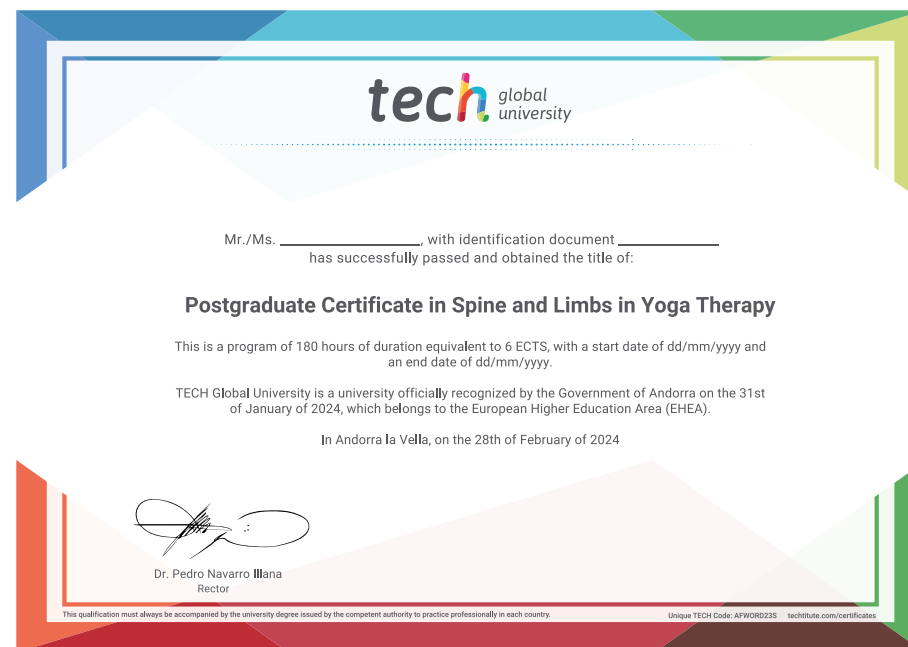 tech global university
Mr./Ms. ____________, with identification document ____________
has successfully passed and obtained the title of:
Postgraduate Certificate in Spine and Limbs in Yoga Therapy
This is a program of 180 hours of duration equivalent to 6 ECTS, with a start date of dd/mm/yyyy and
an end date of dd/mm/yyyy.
TECH Global University is a university officially recognized by the Government of Andorra on the 31st
of January of 2024, which belongs to the European Higher Education Area (EHEA).
In Andorra la Vella, on the 28th of February of 2024
Dr. Pedro Navarro Illana
Rector
This qualification must always be accompanied by the university degree issued by the competent authority to practice professionally in each country.
Unique TECH Code: AFWORD23S techtitute.com/certificates